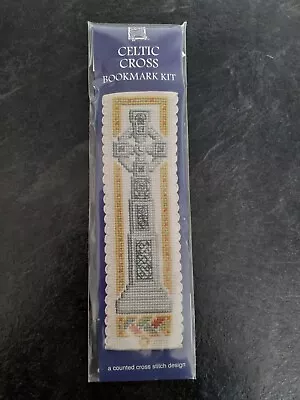 CELTIC
CROSS
BOOKMARK KIT
a counted cross stitch design